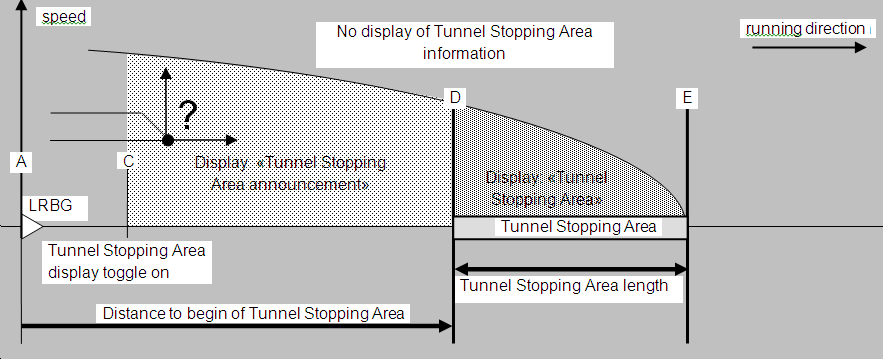 speed
No display of Tunnel Stopping Area
information
running direction
D
E
?
A
C
Display: «Tunnel Stopping
Area announcement»
Display: «Tunnel
Stopping Area»
LRBG
Tunnel Stopping Area
Tunnel Stopping Area
display toggle on
Tunnel Stopping Area length
Distance to begin of Tunnel Stopping Area